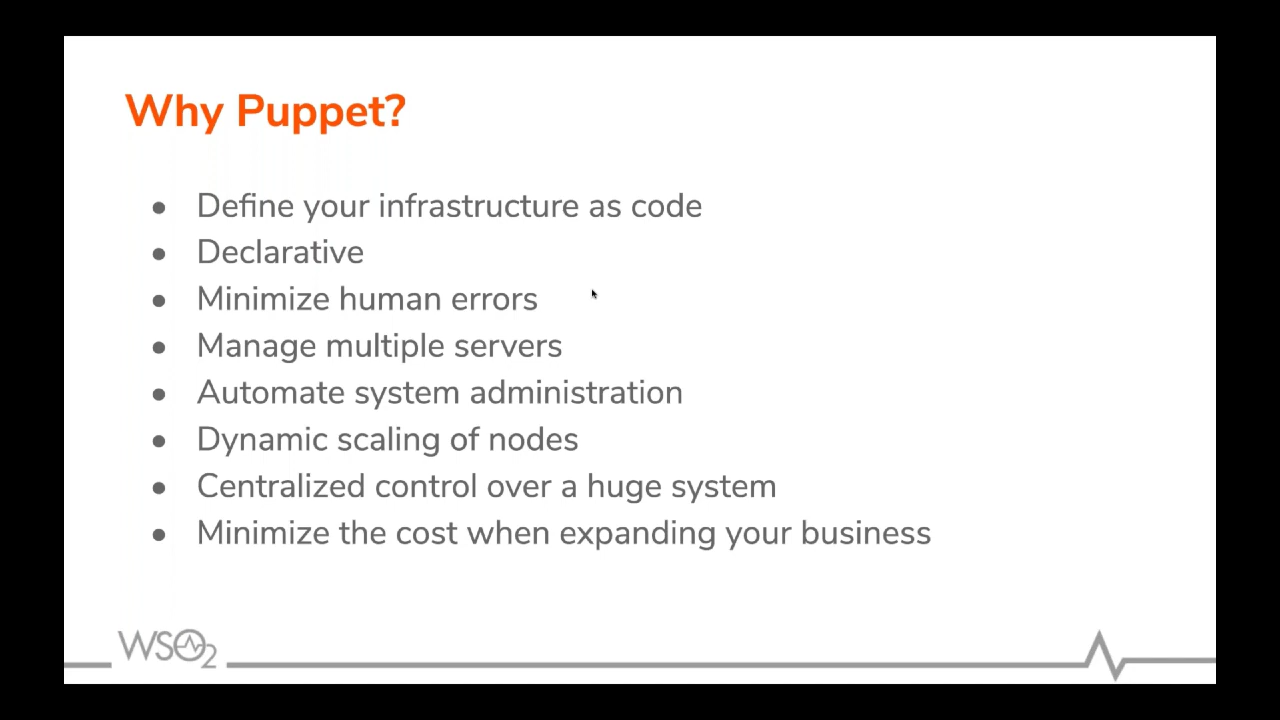 Why Puppet?
● Define your infrastructure as code
● Declarative
● Minimize human errors
● Manage multiple servers
● Automate system administration
● Dynamic scaling of nodes
● Centralized control over a huge system
● Minimize the cost when expanding your business
WSO2